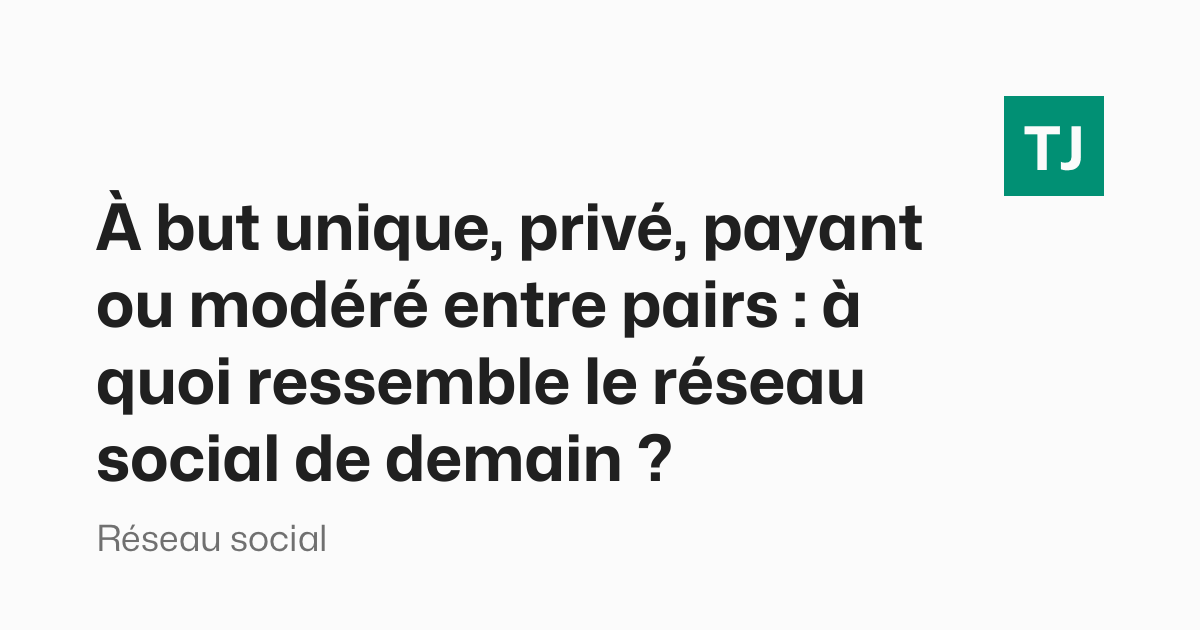 TJ
À but unique, privé, payant
ou modéré entre pairs : à
quoi ressemble le réseau
social de demain ?
Réseau social